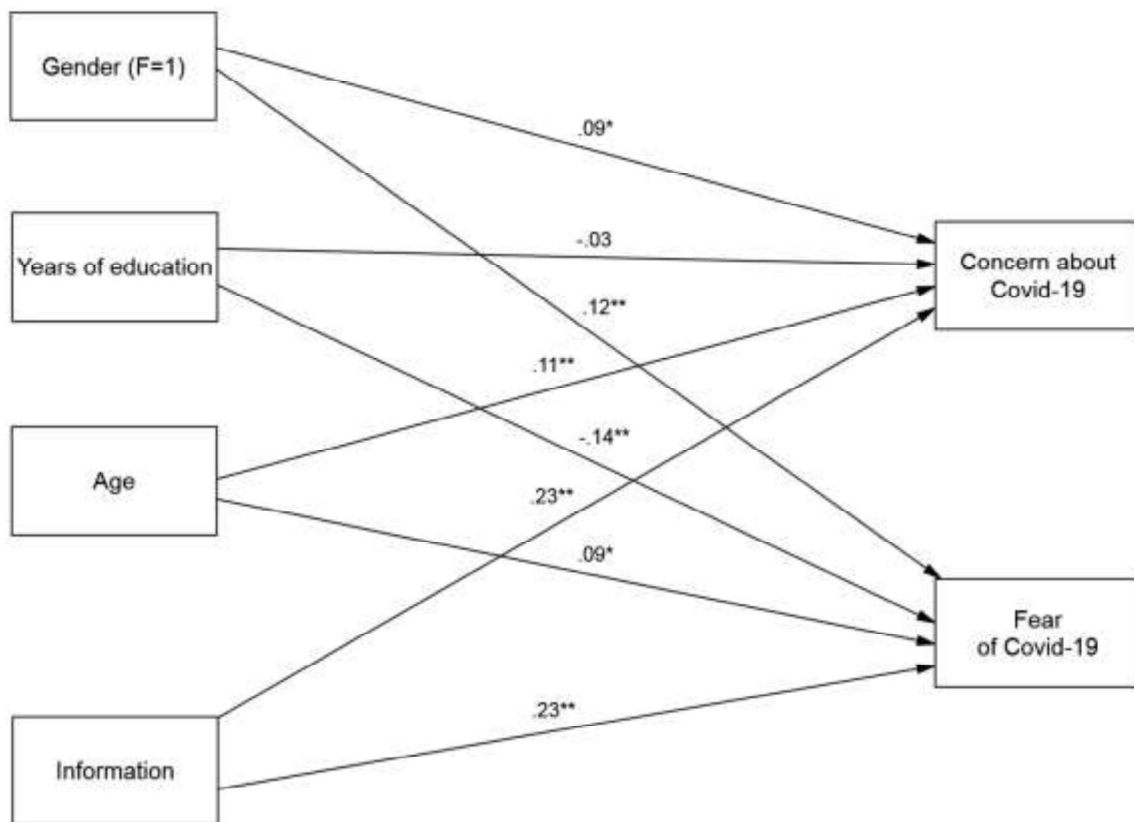 Gender (F=1)
.09*
Years of education
-.03
Concern about
Covid-19
.12**
.11**
-.14**
Age
.23**
.09*
Fear
of Covid-19
.23**
Information